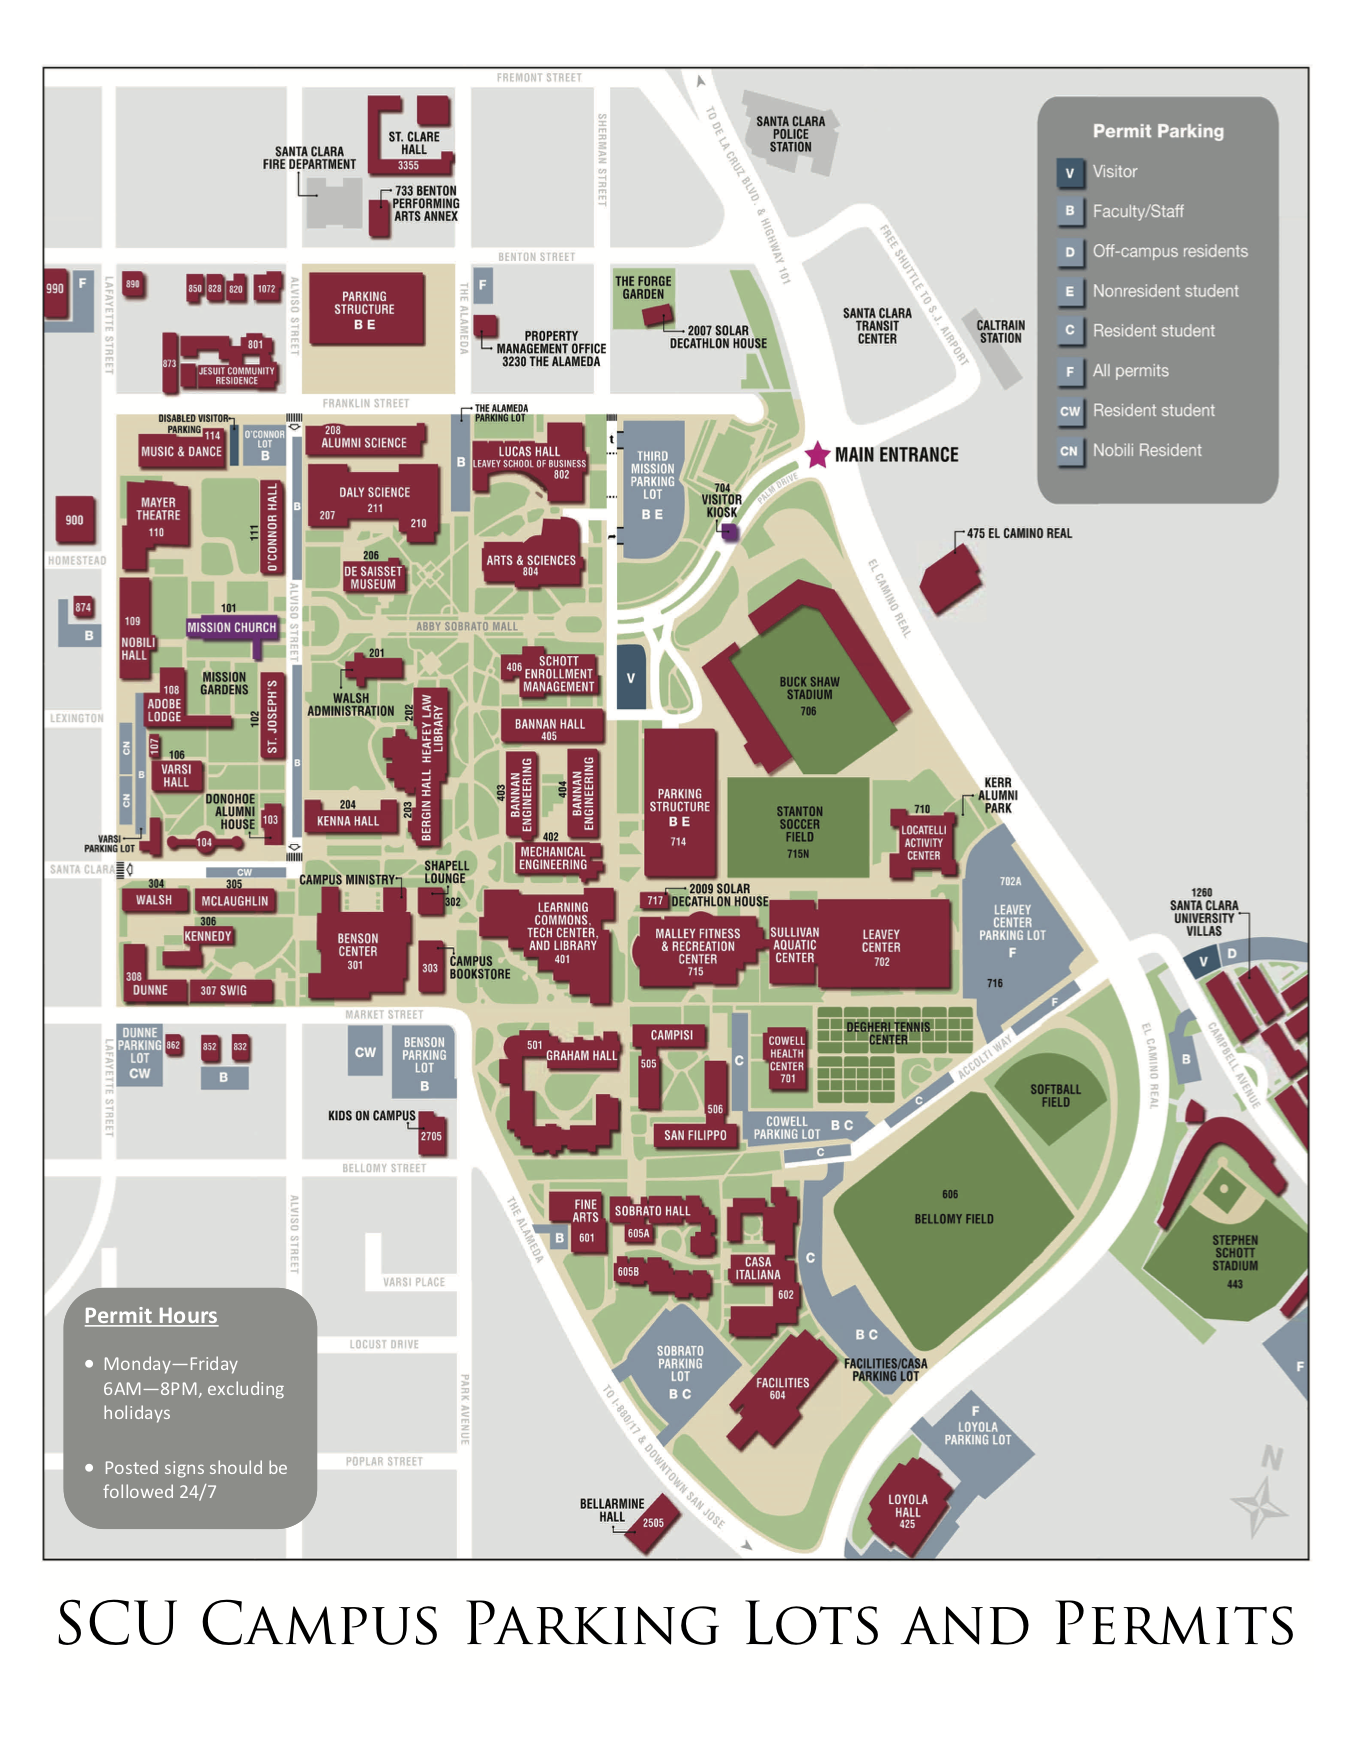 FREMONT STREET
SANTA CLARA
POLICE
STATION
TO DE LA CRUZ BLVD. & HIGHWAY 101
SHERMAN STREET
ST. CLARE
HALL
3355
SANTA CLARA
FIRE DEPARTMENT
733 BENTON
PERFORMING
ARTS ANNEX
Permit Parking
V Visitor
B Faculty/Staff
D Off-campus residents
E Nonresident student
C Resident student
F All permits
CW Resident student
CN Nobili Resident
FREE SHUTTLE TO S.J. AIRPORT
BENTON STREET
990
F
LAFAYETTE STREET
890
850
828
820
1072
ALVISO STREET
PARKING
STRUCTURE
B E
THE ALAMEDA
F
PROPERTY
MANAGEMENT OFFICE
3230 THE ALAMEDA
THE FORGE
GARDEN
2007 SOLAR
DECATHLON HOUSE
SANTA CLARA
TRANSIT
CENTER
CALTRAIN
STATION
801
873
JESUIT COMMUNITY
RESIDENCE
FRANKLIN STREET
THE ALAMEDA
PARKING LOT
DISABLED VISITOR
PARKING
114
MUSIC & DANCE
O'CONNOR
LOT
B
208
ALUMNI SCIENCE
B
LUCAS HALL
LEAVEY SCHOOL OF BUSINESS
802
t
THIRD
MISSION
PARKING
LOT
B E
MAIN ENTRANCE
704
VISITOR
KIOSK
PALM DRIVE
900
MAYER
THEATRE
110
111
O'CONNOR HALL
B
DALY SCIENCE
211
207
210
ARTS & SCIENCES
804
475 EL CAMINO REAL
HOMESTEAD
206
DE SAISSET
MUSEUM
EL CAMINO REAL
874
B
109
NOBILI
HALL
101
MISSION CHURCH
ALVISO STREET
ABBY SOBRATO MALL
MISSION
GARDENS
201
WALSH
ADMINISTRATION
406
SCHOTT
ENROLLMENT
MANAGEMENT
V
BUCK SHAW
STADIUM
706
108
ADOBE
LODGE
102
ST. JOSEPH'S
202
HEAFEY LAW
LIBRARY
LEXINGTON
BANNAN HALL
405
CN
B
CN
107
106
VARSI
HALL
B
203
BERGIN HALL
403
BANNAN
ENGINEERING
404
BANNAN
ENGINEERING
PARKING
STRUCTURE
B E
714
STANTON
SOCCER
FIELD
715N
KERR
ALUMNI
PARK
710
LOCATELLI
ACTIVITY
CENTER
DONOHOE
ALUMNI
HOUSE
103
204
KENNA HALL
VARSI
PARKING LOT
104
402
MECHANICAL
ENGINEERING
SANTA CLARA
CW
304
WALSH
305
MCLAUGHLIN
CAMPUS MINISTRY
SHAPELL
LOUNGE
302
717
2009 SOLAR
DECATHLON HOUSE
702A
LEAVEY
CENTER
PARKING LOT
F
716
1260
SANTA CLARA
UNIVERSITY
VILLAS
306
KENNEDY
BENSON
CENTER
301
LEARNING
COMMONS,
TECH CENTER,
AND LIBRARY
401
MALLEY FITNESS
& RECREATION
CENTER
715
SULLIVAN
AQUATIC
CENTER
LEAVEY
CENTER
702
V
D
308
DUNNE
307 SWIG
303
CAMPUS
BOOKSTORE
F
MARKET STREET
DUNNE
PARKING
LOT
CW
862
852
832
B
CW
BENSON
PARKING
LOT
B
501
GRAHAM HALL
CAMPISI
505
506
SAN FILIPPO
C
COWELL
HEALTH
CENTER
701
DEGHERI TENNIS
CENTER
ACCOLTI WAY
C
SOFTBALL
FIELD
EL CAMINO REAL
B
CAMPBELL AVENUE
LAFAYETTE STREET
KIDS ON CAMPUS
2705
COWELL
PARKING LOT
B C
C
BELLOMY STREET
ALVISO STREET
THE ALAMEDA
B
FINE
ARTS
601
SOBRATO HALL
605A
605B
CASA
ITALIANA
602
C
606
BELLOMY FIELD
STEPHEN
SCHOTT
STADIUM
443
VARSI PLACE
Permit Hours
• Monday—Friday
6AM—8PM, excluding
holidays
• Posted signs should be
followed 24/7
LOCUST DRIVE
PARK AVENUE
SOBRATO
PARKING
LOT
B C
B C
FACILITIES/CASA
PARKING LOT
FACILITIES
604
F
F
LOYOLA
PARKING LOT
POPLAR STREET
TO I-880/17 & DOWNTOWN SAN JOSE
BELLARMINE
HALL
2505
LOYOLA
HALL
425
N
SCU CAMPUS PARKING LOTS AND PERMITS